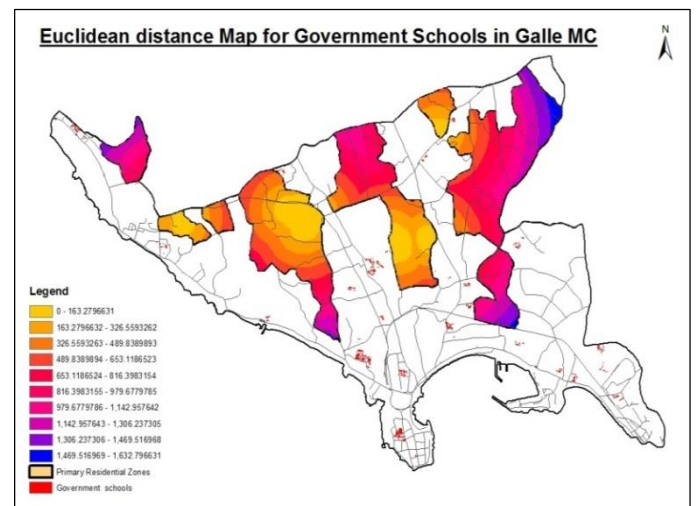 Euclidean distance Map for Government Schools in Galle MC
N
Legend
0 - 163.2796631
163.2796632 - 326.5593262
326.5593263 - 489.8389893
489.8389894 - 653.1186523
653.1186524 - 816.3983154
816.3983155 - 979.6779785
979.6779786 - 1,142.957642
1,142.957643 - 1,306.237305
1,306.237306 - 1,469.516968
1,469.516969 - 1,632.796631
Primary Residential Zones
Government schools